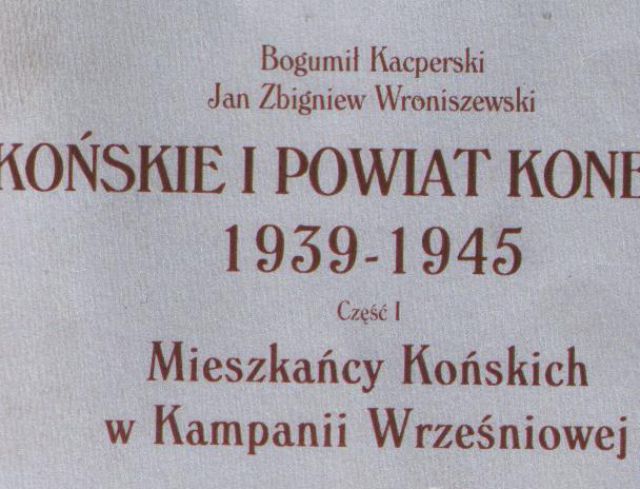 Bogumił Kacperski
Jan Zbigniew Wroniszewski
KOŃSKIE I POWIAT KONE
1939-1945
Część I
Mieszkańcy Końskich
w Kampanii Wrześniowej